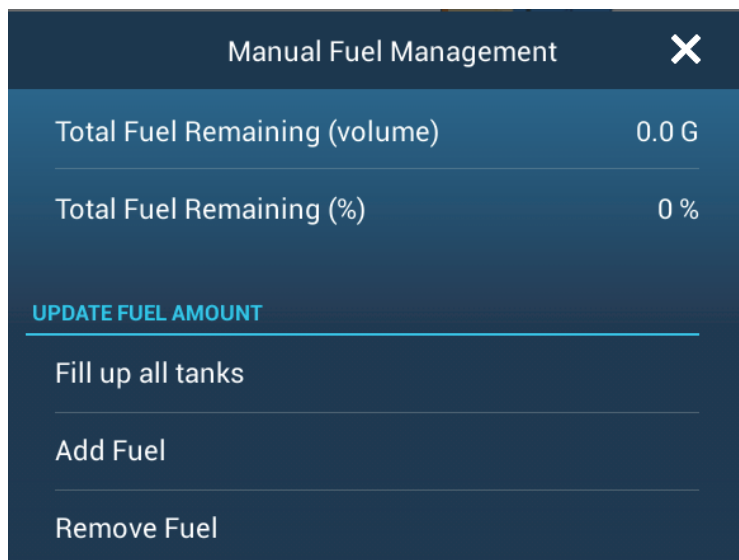 Manual Fuel Management
Total Fuel Remaining (volume) 0.0 G
Total Fuel Remaining (%) 0 %
UPDATE FUEL AMOUNT
Fill up all tanks
Add Fuel
Remove Fuel